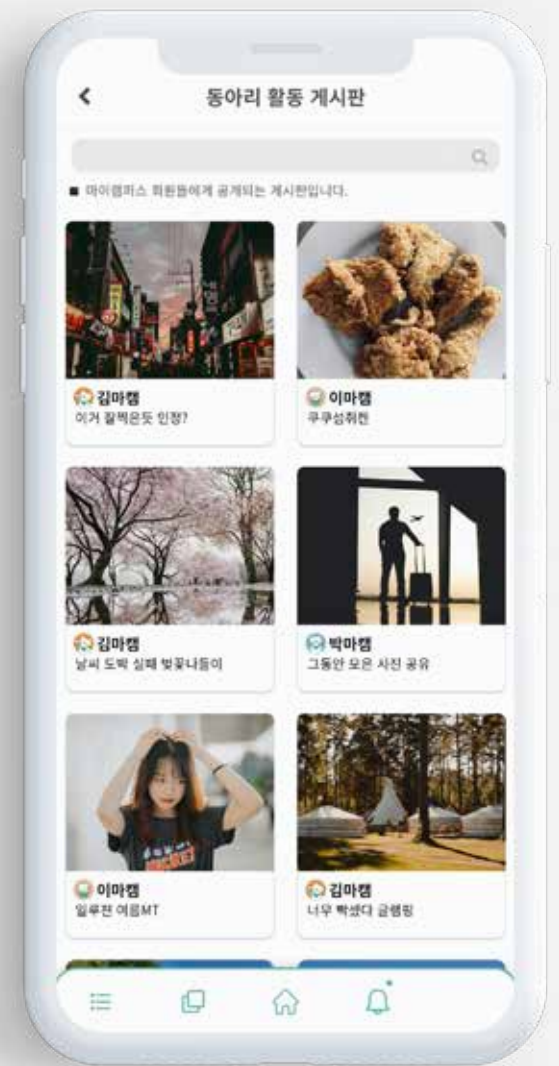 동아리 활동 게시판
마이캠퍼스 회원들에게 공개되는 게시판입니다.
김마캠
이거 잘찍은듯 인정?
이마캠
쿠쿠섬취퀸
김마캠
날씨 도박 실패 벚꽃나들이
박마캠
그동안 모은 사진 공유
이마캠
일루젼 여름MT
김마캠
너무 빡셌다 글램핑